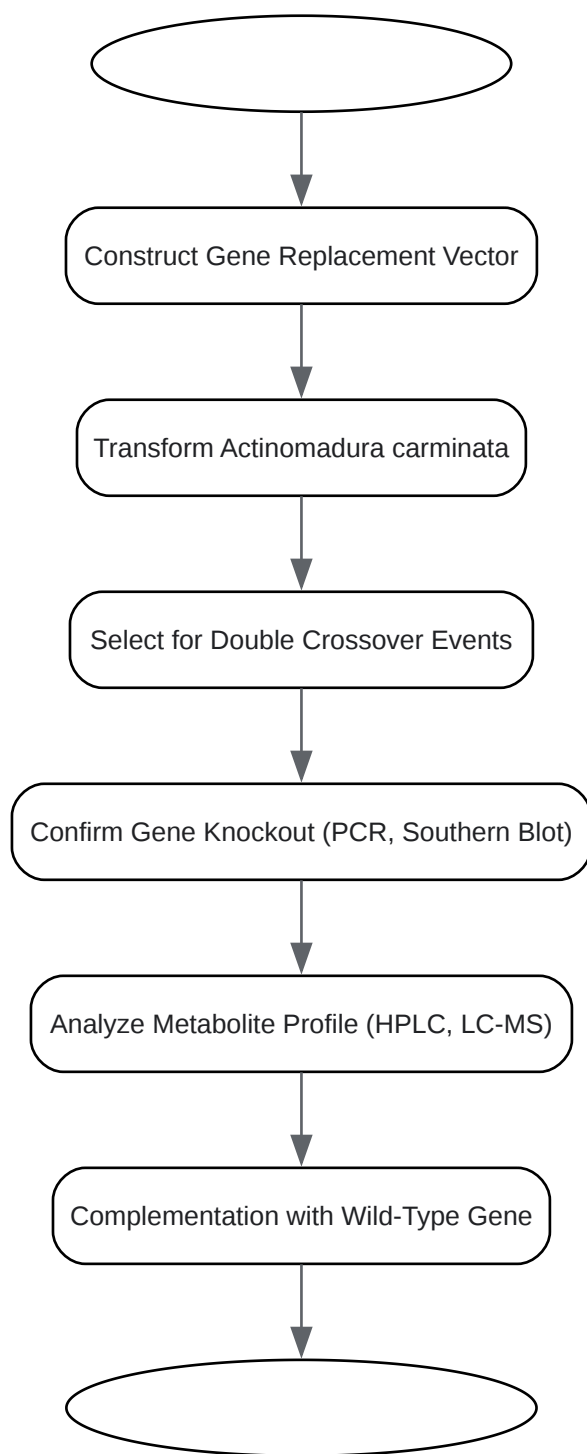 Construct Gene Replacement Vector
Transform Actinomadura carminata
Select for Double Crossover Events
Confirm Gene Knockout (PCR, Southern Blot)
Analyze Metabolite Profile (HPLC, LC-MS)
Complementation with Wild-Type Gene